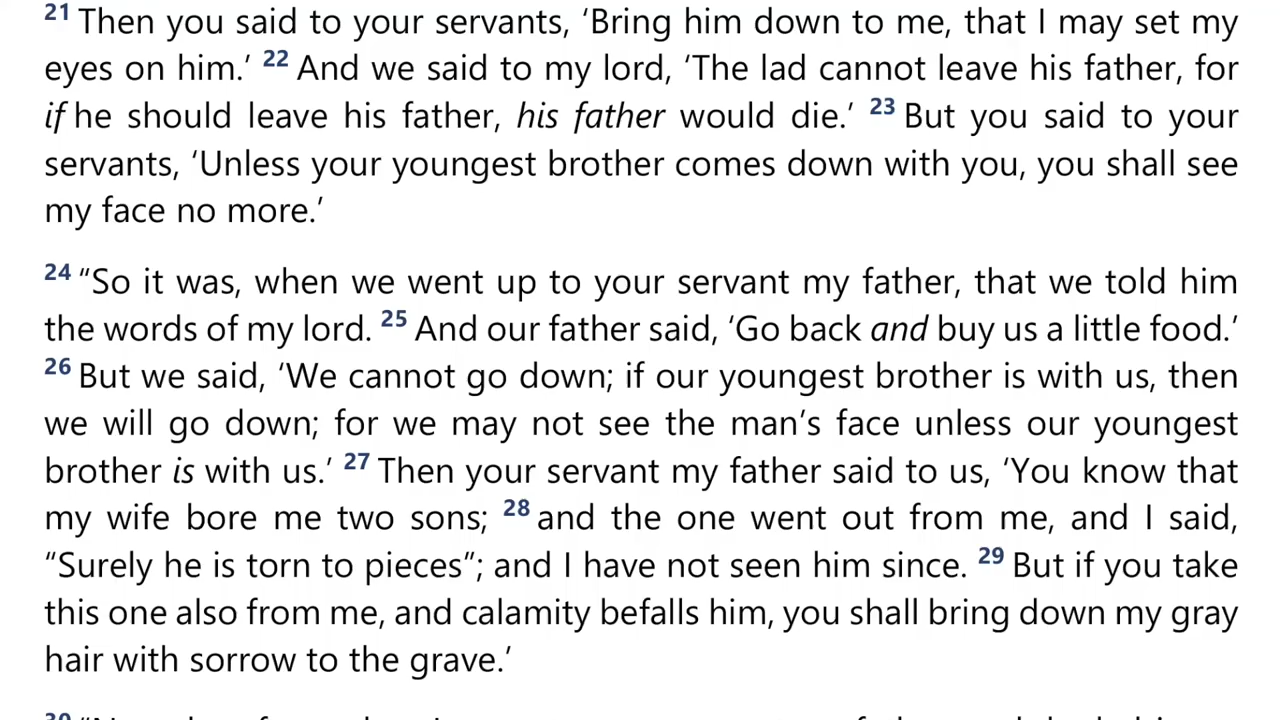 21 Then you said to your servants, ‘Bring him down to me, that I may set my
eyes on him.’ 22 And we said to my lord, ‘The lad cannot leave his father, for
if he should leave his father, his father would die.’ 23 But you said to your
servants, ‘Unless your youngest brother comes down with you, you shall see
my face no more.’
24 “So it was, when we went up to your servant my father, that we told him
the words of my lord. 25 And our father said, ‘Go back and buy us a little food.’
26 But we said, ‘We cannot go down; if our youngest brother is with us, then
we will go down; for we may not see the man’s face unless our youngest
brother is with us.’ 27 Then your servant my father said to us, ‘You know that
my wife bore me two sons; 28 and the one went out from me, and I said,
“Surely he is torn to pieces”; and I have not seen him since. 29 But if you take
this one also from me, and calamity befalls him, you shall bring down my gray
hair with sorrow to the grave.’
30